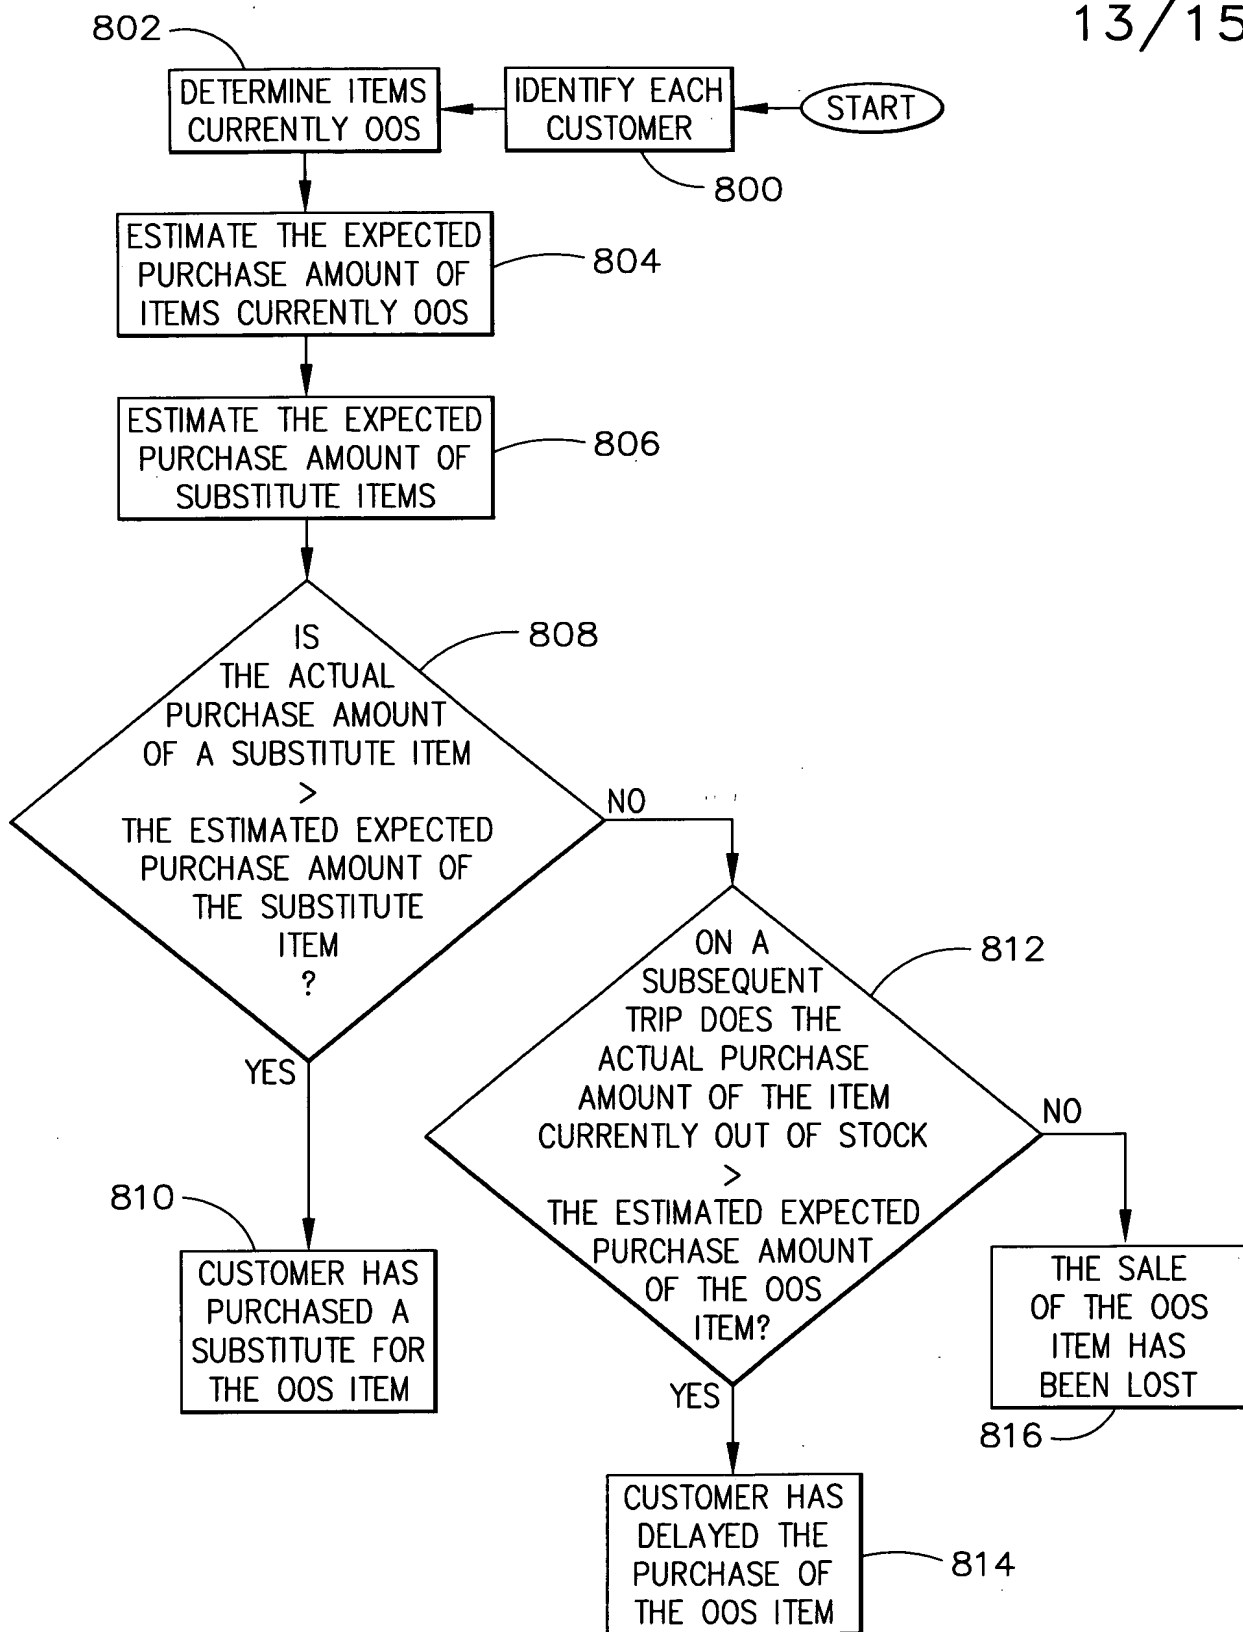 13/15
802
DETERMINE ITEMS
CURRENTLY OOS
IDENTIFY EACH
CUSTOMER
START
800
ESTIMATE THE EXPECTED
PURCHASE AMOUNT OF
ITEMS CURRENTLY OOS
804
ESTIMATE THE EXPECTED
PURCHASE AMOUNT OF
SUBSTITUTE ITEMS
806
IS
THE ACTUAL
PURCHASE AMOUNT
OF A SUBSTITUTE ITEM
>
THE ESTIMATED EXPECTED
PURCHASE AMOUNT OF
THE SUBSTITUTE
ITEM
?
808
NO
YES
810
CUSTOMER HAS
PURCHASED A
SUBSTITUTE FOR
THE OOS ITEM
ON A
SUBSEQUENT
TRIP DOES THE
ACTUAL PURCHASE
AMOUNT OF THE ITEM
CURRENTLY OUT OF STOCK
>
THE ESTIMATED EXPECTED
PURCHASE AMOUNT
OF THE OOS
ITEM?
812
NO
YES
THE SALE
OF THE OOS
ITEM HAS
BEEN LOST
816
CUSTOMER HAS
DELAYED THE
PURCHASE OF
THE OOS ITEM
814